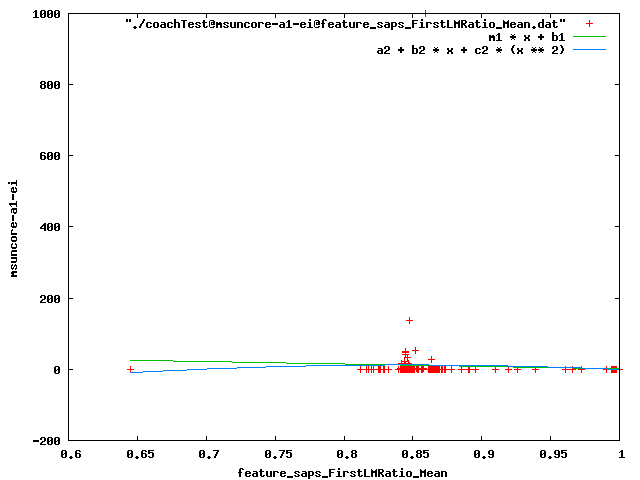 "./coachTest@msuncore-a1-ei@feature_saps_FirstLMRatio_Mean.dat"
m1 * x + b1
a2 + b2 * x + c2 * (x ** 2)
1000
800
600
400
200
0
-200
msuncore-a1-ei
0.6 0.65 0.7 0.75 0.8 0.85 0.9 0.95 1
feature_saps_FirstLMRatio_Mean